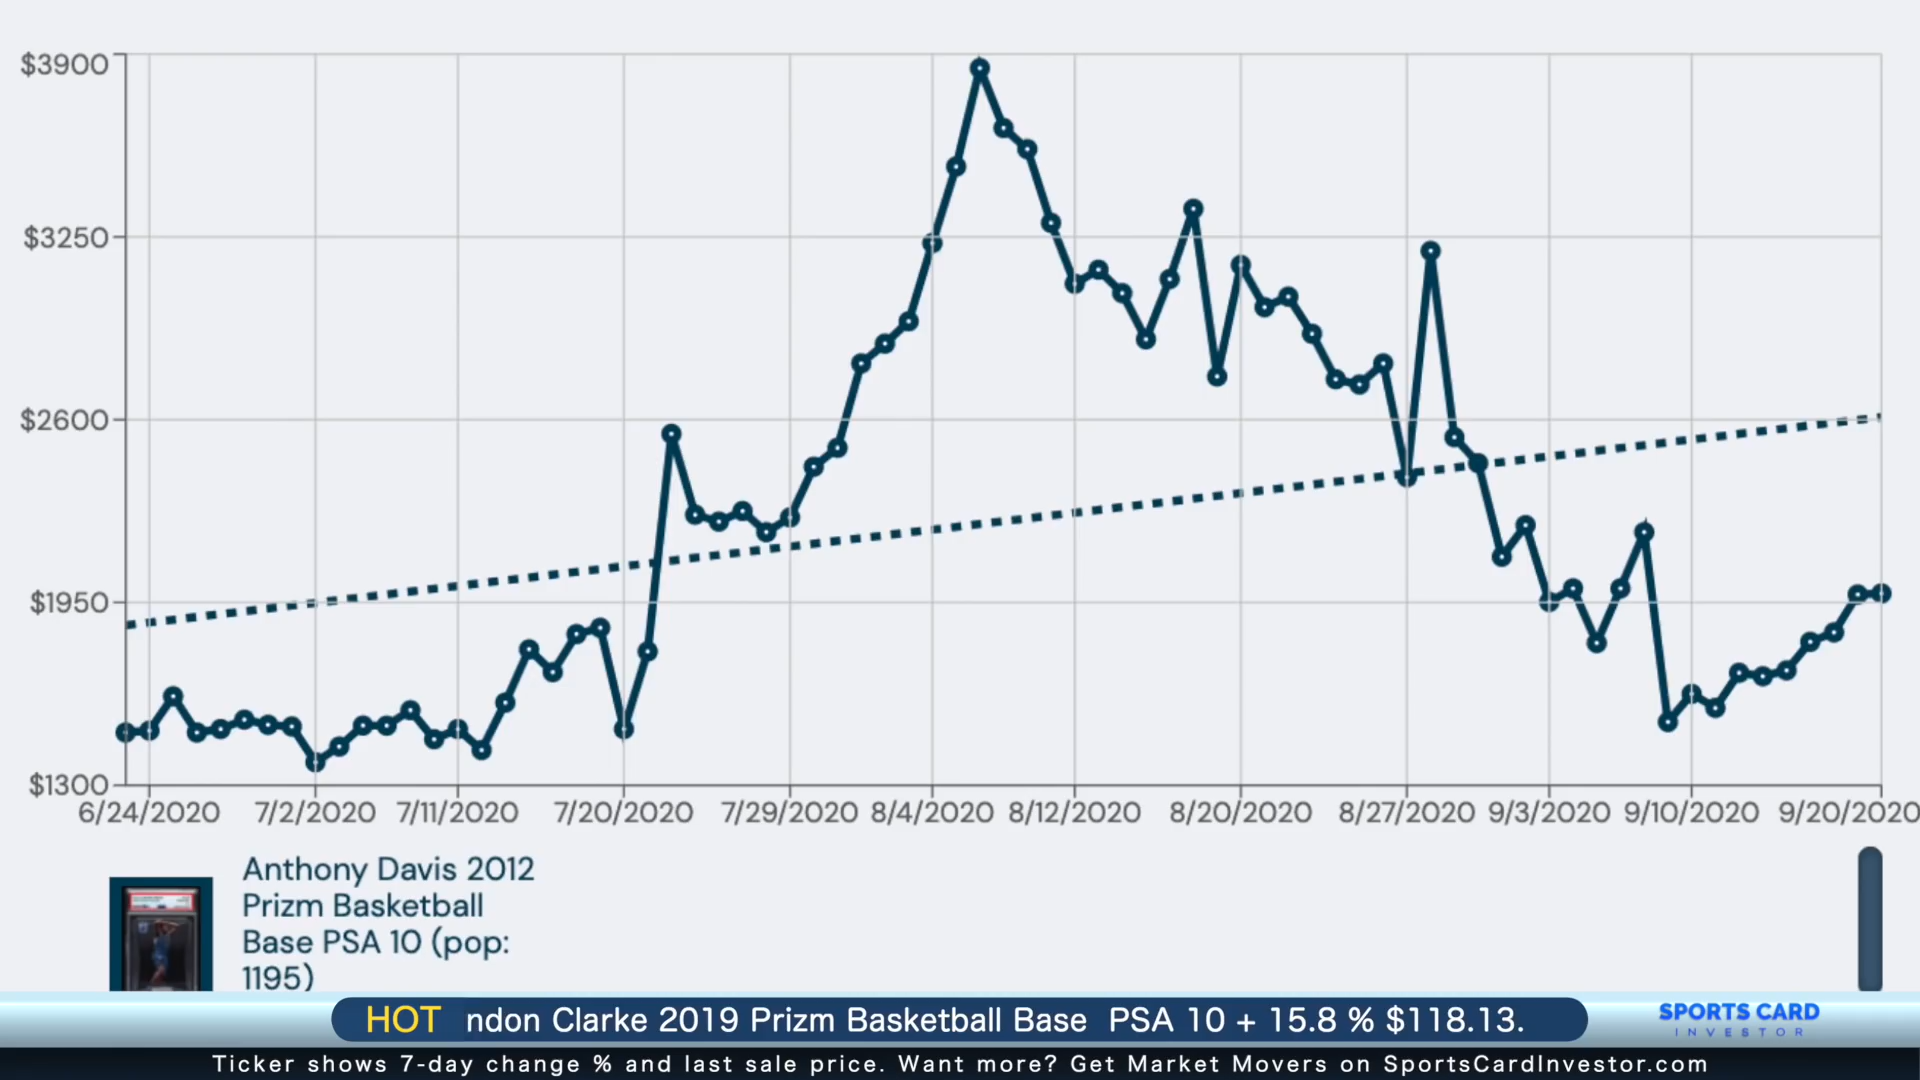 $3900
$3250
$2600
$1950
$1300
6/24/2020 7/2/2020 7/11/2020 7/20/2020 7/29/2020 8/4/2020 8/12/2020 8/20/2020 8/27/2020 9/3/2020 9/10/2020 9/20/2020
Anthony Davis 2012
Prizm Basketball
Base PSA 10 (pop:
1195)
HOT ndon Clarke 2019 Prizm Basketball Base PSA 10 + 15.8 % $118.13.
SPORTS CARD
INVESTOR
Ticker shows 7-day change % and last sale price. Want more? Get Market Movers on SportsCardInvestor.com